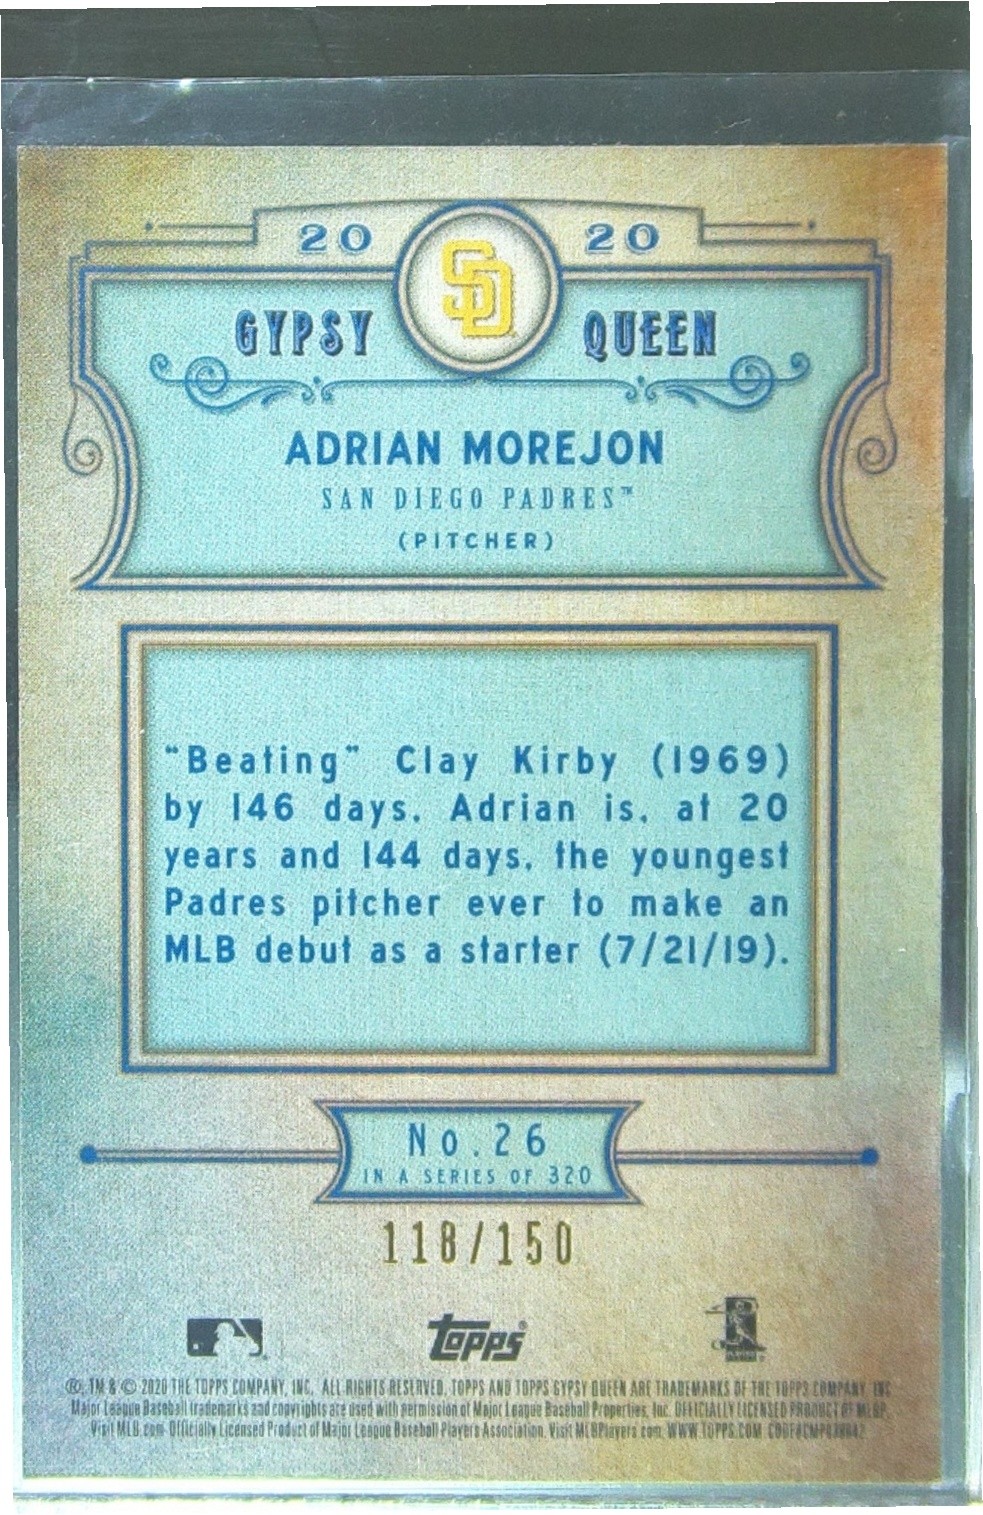 20 20
SD
GYPSY QUEEN
ADRIAN MOREJON
SAN DIEGO PADRES™
(PITCHER)
"Beating" Clay Kirby (1969)
by 146 days, Adrian is, at 20
years and 144 days, the youngest
Padres pitcher ever to make an
MLB debut as a starter (7/21/19).
No. 26
IN A SERIES OF 320
118/150
Topps®
®, TM & © 2020 THE TOPPS COMPANY, INC. ALL RIGHTS RESERVED. TOPPS AND TOPPS GYPSY QUEEN ARE TRADEMARKS OF THE TOPPS COMPANY, INC.
Major League Baseball trademarks and copyrights are used with permission of Major League Baseball Properties, Inc. OFFICIALLY LICENSED PRODUCT OF MLBP.
Visit MLB.com Officially Licensed Product of Major League Baseball Players Association. Visit MLBPlayers.com. WWW.TOPPS.COM